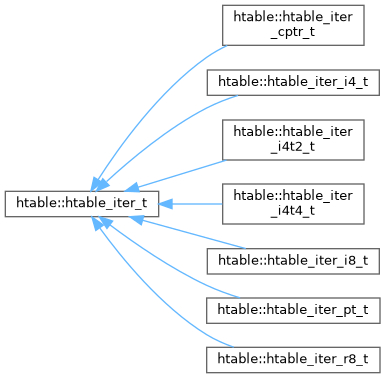 htable::htable_iter
_cptr_t
htable::htable_iter_i4_t
htable::htable_iter
_i4t2_t
htable::htable_iter_t
htable::htable_iter
_i4t4_t
htable::htable_iter_i8_t
htable::htable_iter_pt_t
htable::htable_iter_r8_t